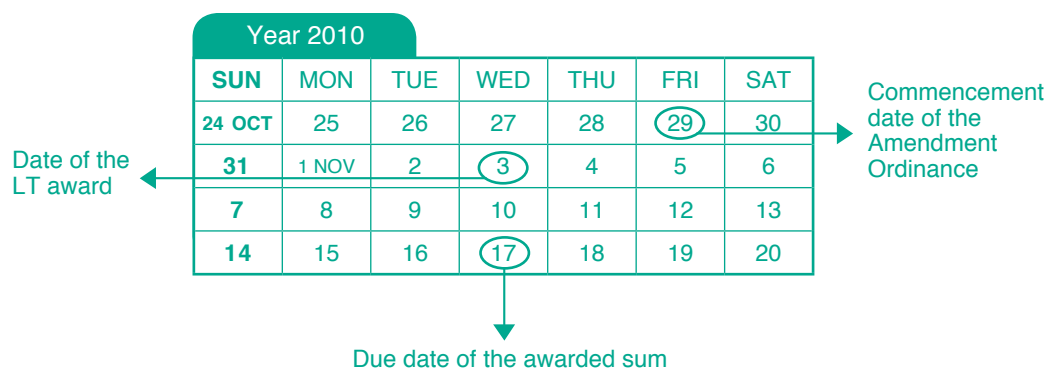 Year 2010
SUN MON TUE WED THU FRI SAT
24 OCT 25 26 27 28 29 30
31 1 NOV 2 3 4 5 6
7 8 9 10 11 12 13
14 15 16 17 18 19 20
Commencement
date of the
Amendment
Ordinance
Date of the
LT award
Due date of the awarded sum